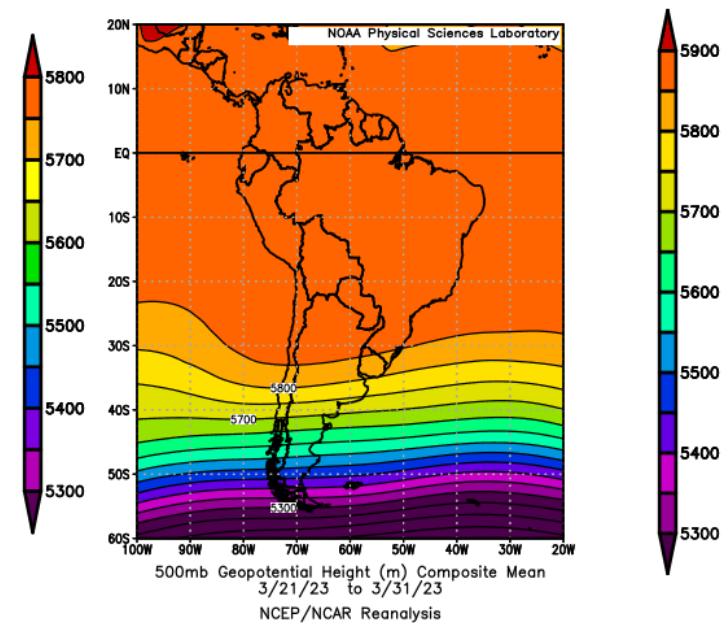 NOAA Physical Sciences Laboratory
20N
10N
EQ
10S
20S
30S
40S
50S
60S
100W 90W 80W 70W 60W 50W 40W 30W 20W
5800
5700
5300
5800
5700
5600
5500
5400
5300
5900
5800
5700
5600
5500
5400
5300
500mb Geopotential Height (m) Composite Mean
3/21/23 to 3/31/23
NCEP/NCAR Reanalysis